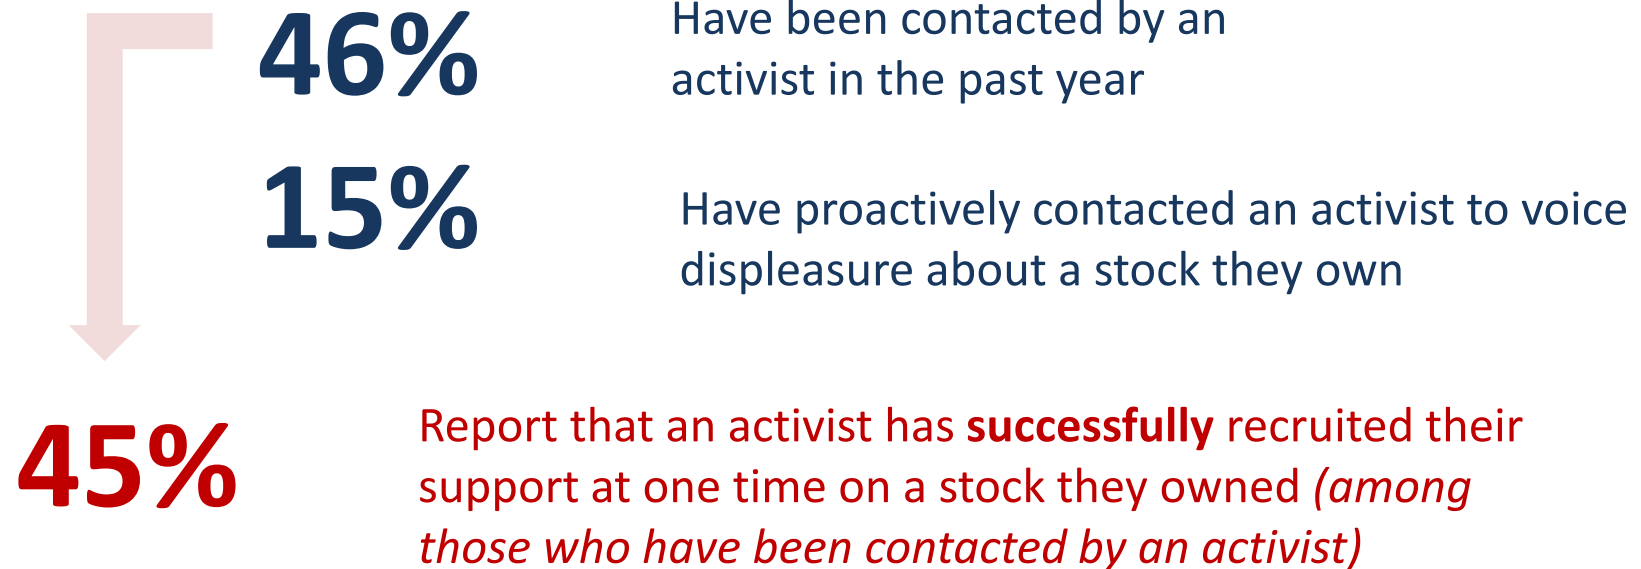 46%
Have been contacted by an
activist in the past year
15%
Have proactively contacted an activist to voice
displeasure about a stock they own
45%
Report that an activist has successfully recruited their
support at one time on a stock they owned (among
those who have been contacted by an activist)